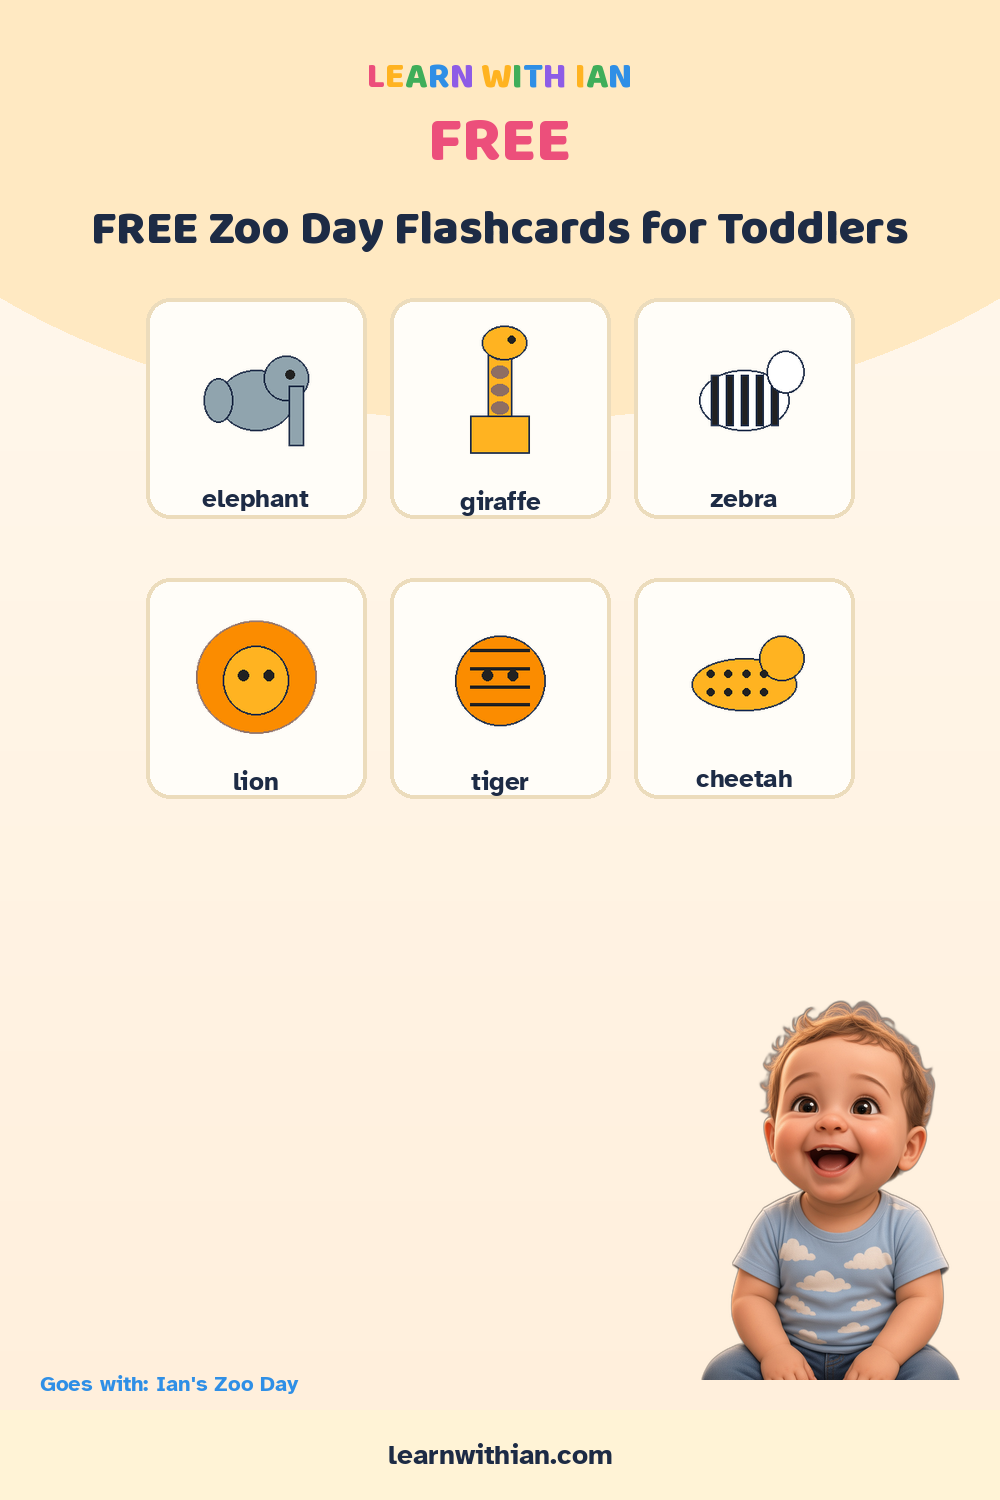 LEARN WITH IAN
FREE
FREE Zoo Day Flashcards for Toddlers
elephant
giraffe
zebra
lion
tiger
cheetah
Goes with: Ian's Zoo Day
learnwithian.com